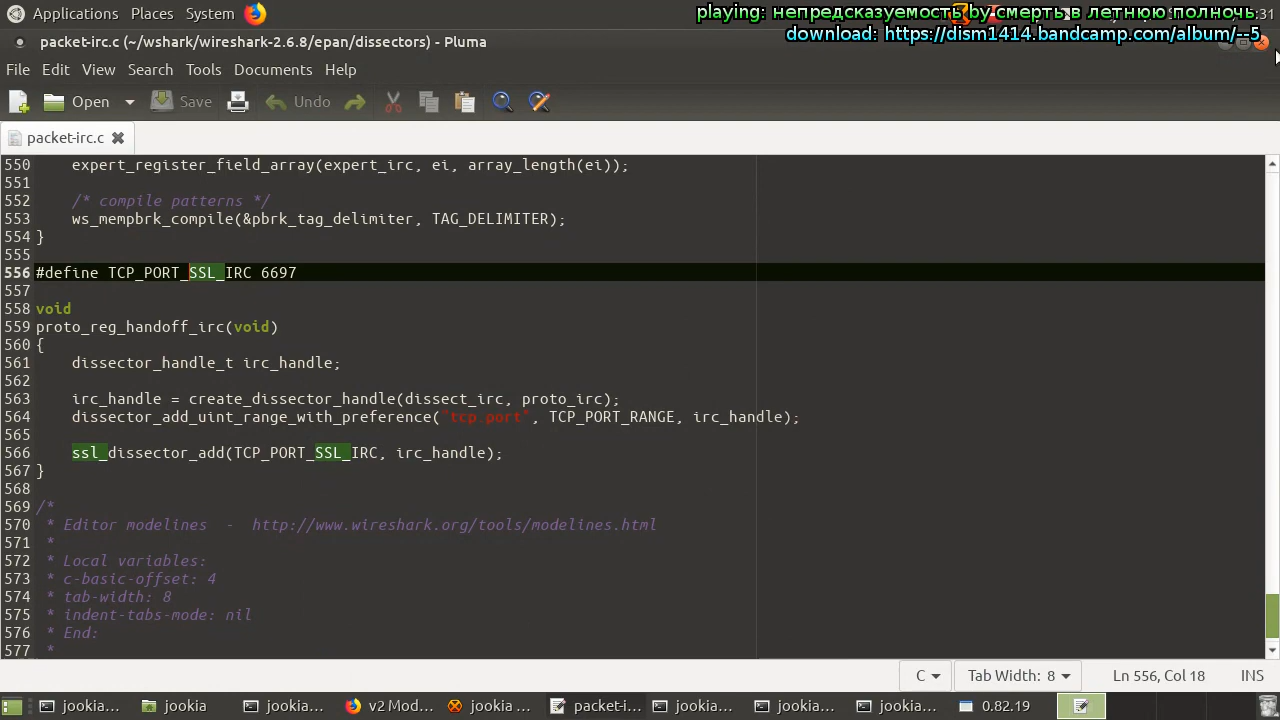 Applications Places System :31
playing: непредсказуемость by смерть в летнюю полночь
download: https://dism1414.bandcamp.com/album/--5
packet-irc.c (~/wshark/wireshark-2.6.8/epan/dissectors) - Pluma
File Edit View Search Tools Documents Help
Open Save Undo
packet-irc.c
550 expert_register_field_array(expert_irc, ei, array_length(ei));
551
552 /* compile patterns */
553 ws_mempbrk_compile(&pbrk_tag_delimiter, TAG_DELIMITER);
554 }
555
556 #define TCP_PORT_SSL_IRC 6697
557
558 void
559 proto_reg_handoff_irc(void)
560 {
561 dissector_handle_t irc_handle;
562
563 irc_handle = create_dissector_handle(dissect_irc, proto_irc);
564 dissector_add_uint_range_with_preference("tcp.port", TCP_PORT_RANGE, irc_handle);
565
566 ssl_dissector_add(TCP_PORT_SSL_IRC, irc_handle);
567 }
568
569 /*
570 * Editor modelines - http://www.wireshark.org/tools/modelines.html
571 *
572 * Local variables:
573 * c-basic-offset: 4
574 * tab-width: 8
575 * indent-tabs-mode: nil
576 * End:
577 *
C Tab Width: 8 Ln 556, Col 18 INS
jookia... jookia jookia... v2 Mod... jookia ... packet-i... jookia... jookia... jookia... 0.82.19